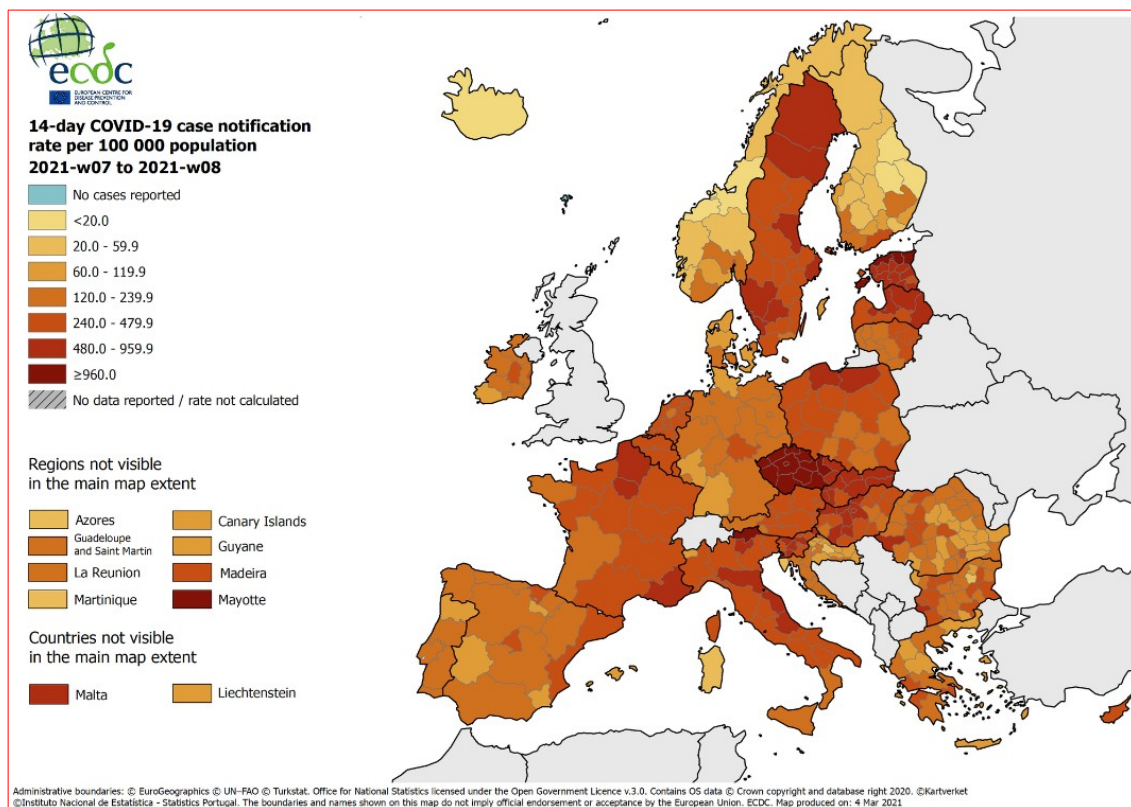 ecdc
EUROPEAN CENTRE FOR
DISEASE PREVENTION
AND CONTROL
14-day COVID-19 case notification
rate per 100 000 population
2021-w07 to 2021-w08
No cases reported
<20.0
20.0 - 59.9
60.0 - 119.9
120.0 - 239.9
240.0 - 479.9
480.0 - 959.9
≥960.0
No data reported / rate not calculated
Regions not visible
in the main map extent
Azores
Guadeloupe
and Saint Martin
La Reunion
Martinique
Canary Islands
Guyane
Madeira
Mayotte
Countries not visible
in the main map extent
Malta
Liechtenstein
Administrative boundaries: © EuroGeographics © UN–FAO © Turkstat. Office for National Statistics licensed under the Open Government Licence v.3.0. Contains OS data © Crown copyright and database right 2020. ©Kartverket
©Instituto Nacional de Estatística - Statistics Portugal. The boundaries and names shown on this map do not imply official endorsement or acceptance by the European Union. ECDC. Map produced on: 4 Mar 2021